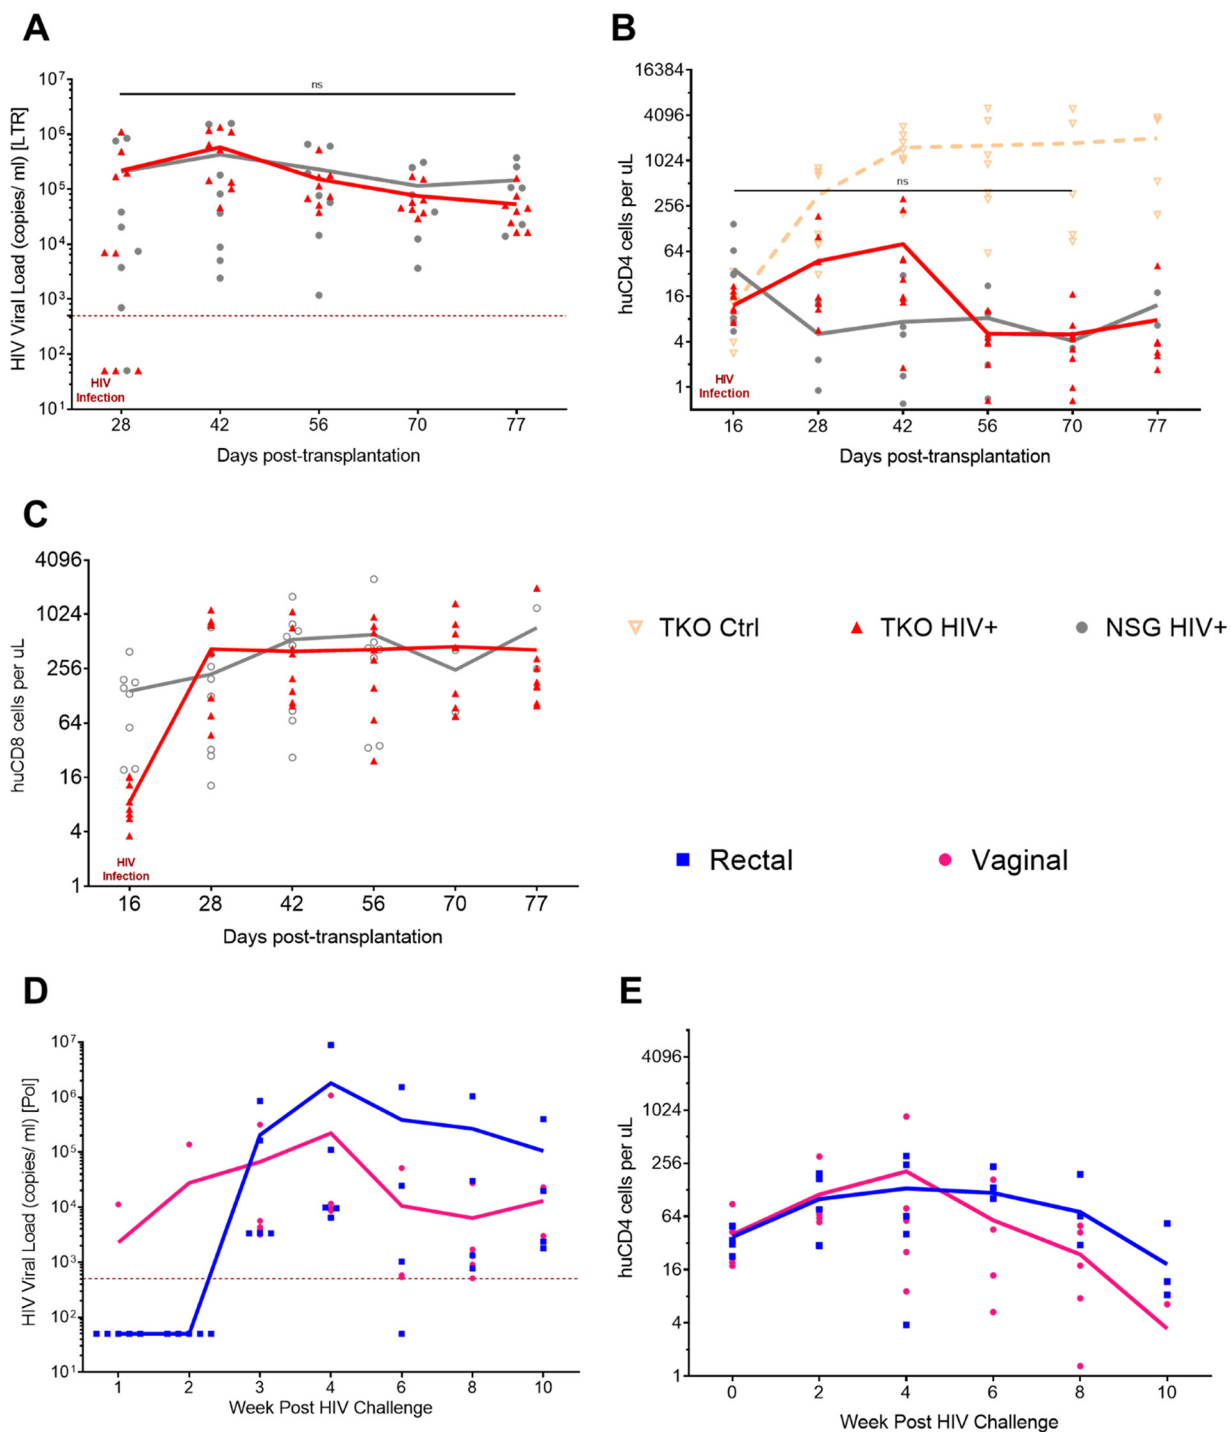 A
HIV Viral Load (copies/ ml) [LTR]
10⁷
10⁶
10⁵
10⁴
10³
10²
10¹
ns
HIV
Infection
28 42 56 70 77
Days post-transplantation
B
huCD4 cells per uL
16384
4096
1024
256
64
16
4
1
ns
HIV
Infection
16 28 42 56 70 77
Days post-transplantation
C
huCD8 cells per uL
4096
1024
256
64
16
4
1
HIV
Infection
16 28 42 56 70 77
Days post-transplantation
TKO Ctrl TKO HIV+ NSG HIV+
Rectal Vaginal
D
HIV Viral Load (copies/ ml) [Pol]
10⁷
10⁶
10⁵
10⁴
10³
10²
10¹
1 2 3 4 6 8 10
Week Post HIV Challenge
E
huCD4 cells per uL
4096
1024
256
64
16
4
1
0 2 4 6 8 10
Week Post HIV Challenge